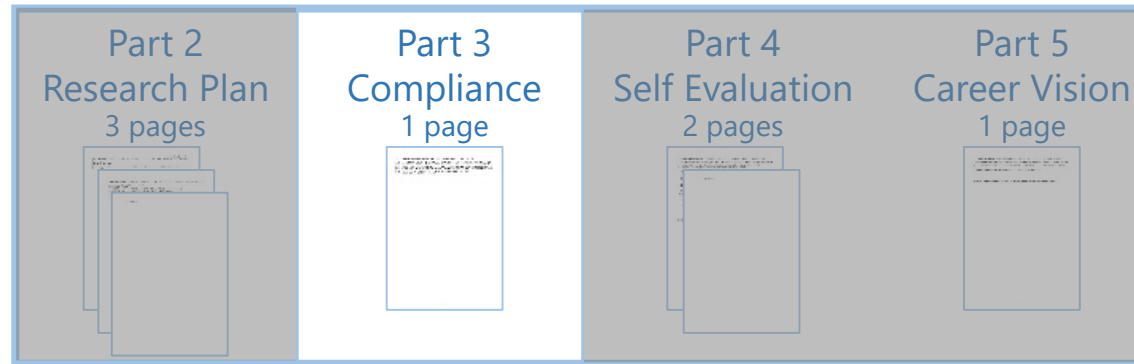 Part 2
Research Plan
3 pages
Part 3
Compliance
1 page
Part 4
Self Evaluation
2 pages
Part 5
Career Vision
1 page